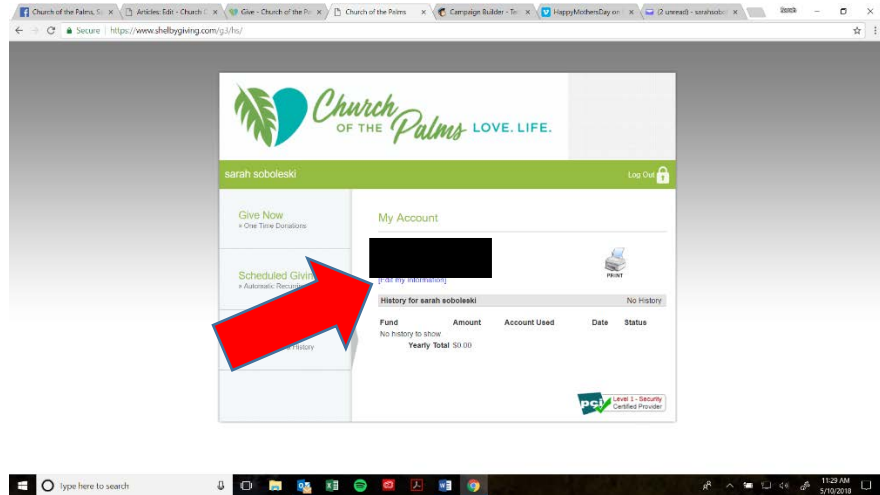 Church of the Palms, S
Articles: Edit - Church
Give - Church of the Pal
Church of the Palms
Campaign Builder - Te
HappyMothersDay on
(2 unread) - sarahsobo
Sarah
Secure https://www.shelbygiving.com/g3/hs/
Church
OF THE Palms LOVE. LIFE.
sarah soboleski
Log Out
Give Now
» One Time Donations
My Account
Scheduled Givin
» Automatic Recurrin
[Edit my information]
PRINT
History for sarah soboleski
No History
Fund Amount Account Used Date Status
No history to show
History
Yearly Total $0.00
pci
Level 1 - Security
Certified Provider
Type here to search
11:29 AM
5/10/2018